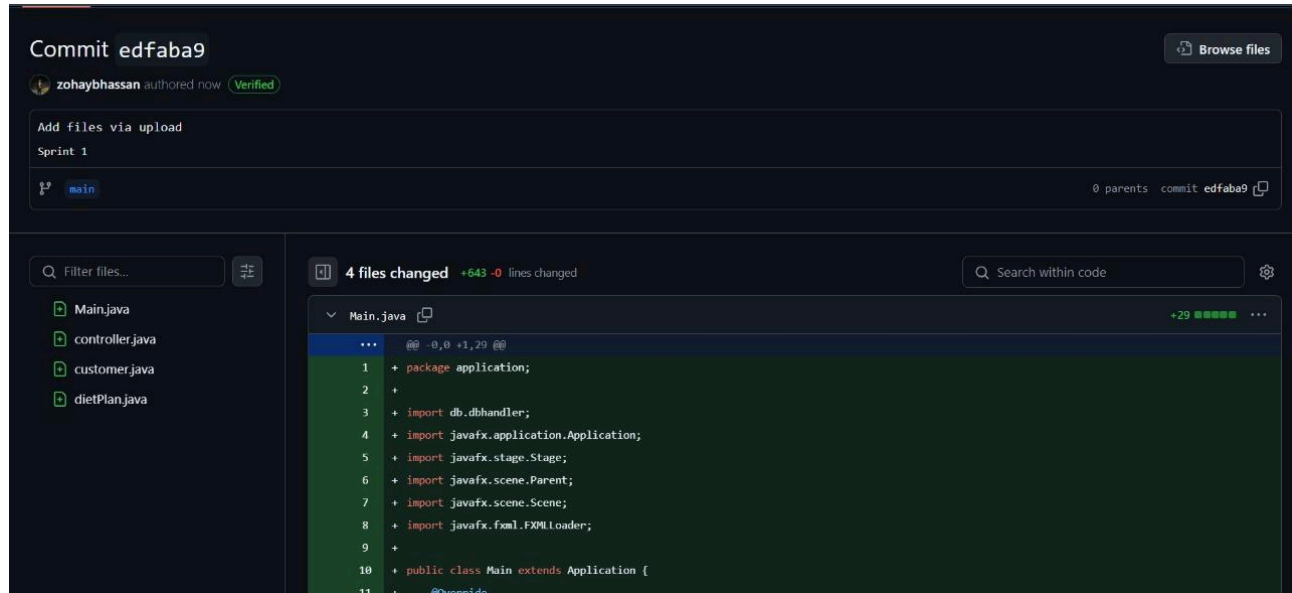 Commit edfaba9
Browse files
zohaybhassan authored now Verified
Add files via upload
Sprint 1
main
0 parents commit edfaba9
Filter files...
4 files changed +643 -0 lines changed
Search within code
Main.java
controller.java
customer.java
dietPlan.java
Main.java
+29
@@ -0,0 +1,29 @@
1 + package application;
2 +
3 + import db.dbhandler;
4 + import javafx.application.Application;
5 + import javafx.stage.Stage;
6 + import javafx.scene.Parent;
7 + import javafx.scene.Scene;
8 + import javafx.fxml.FXMLLoader;
9 +
10 + public class Main extends Application {
11 + @Override